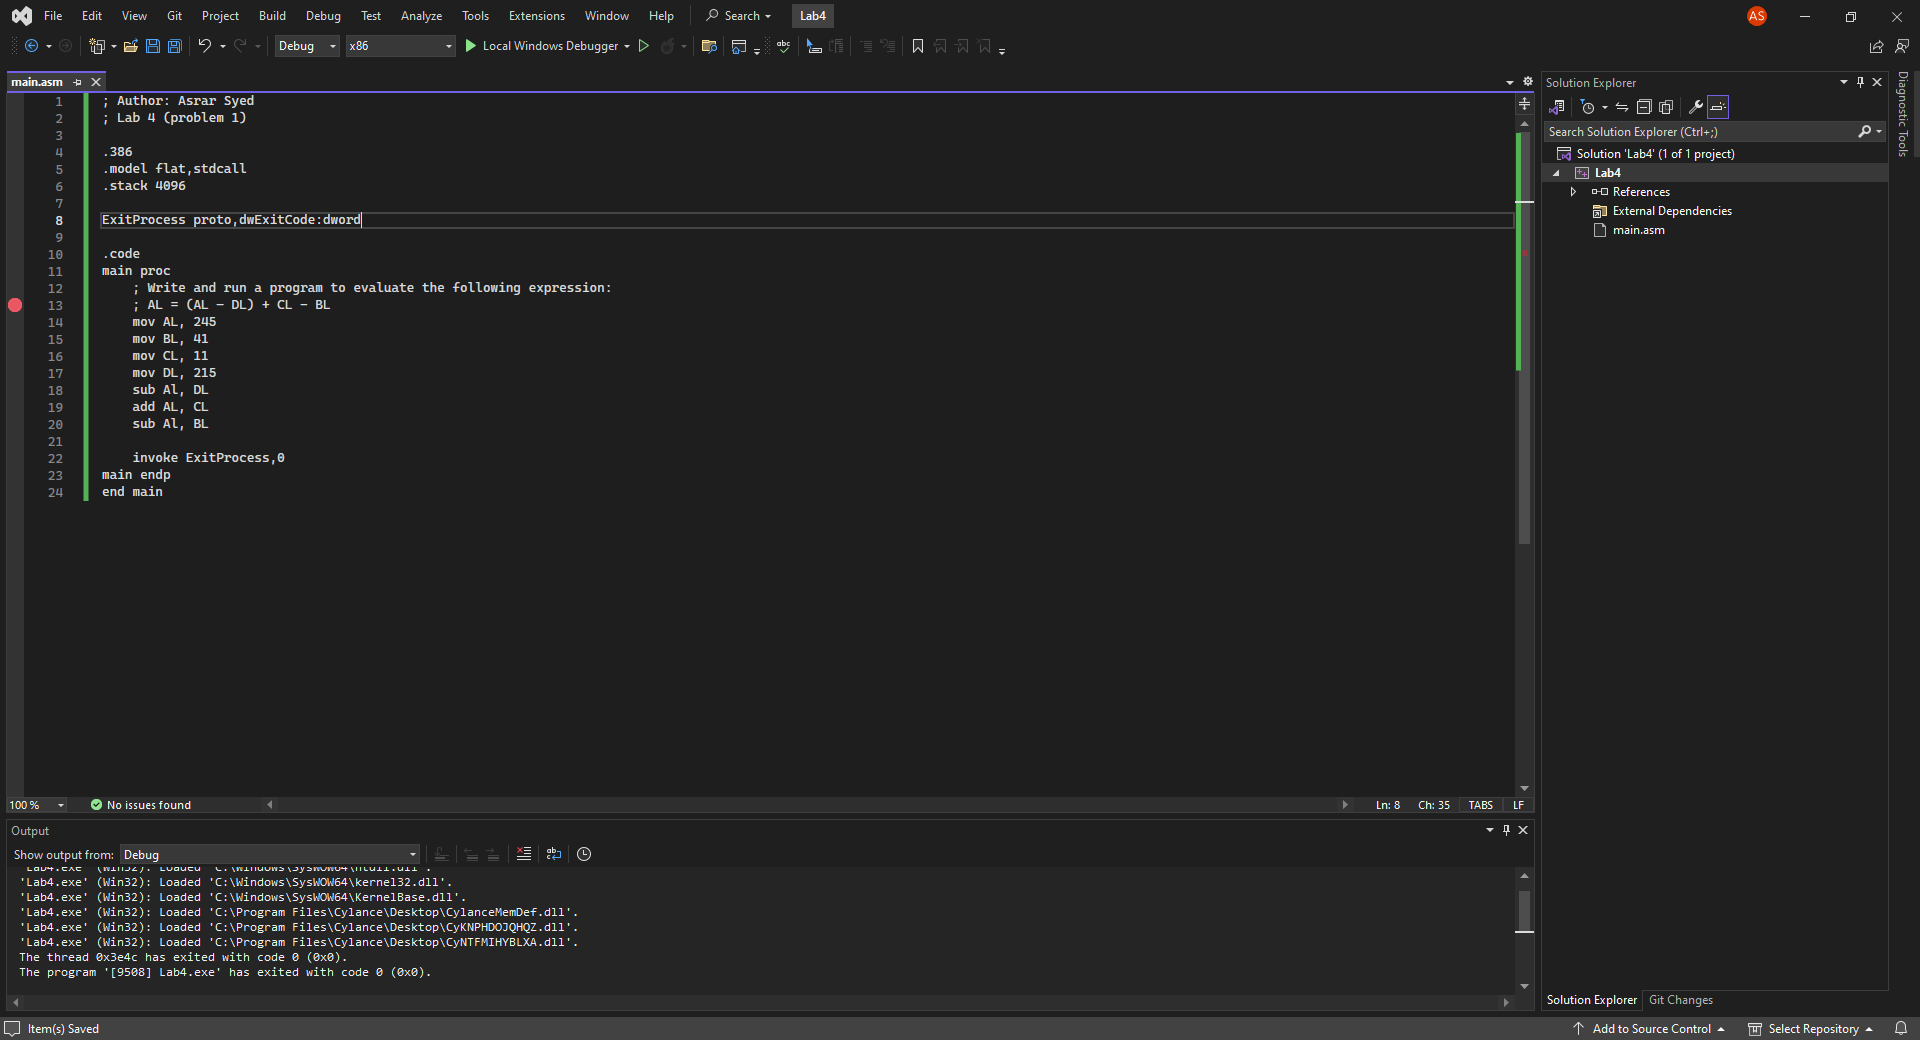 File Edit View Git Project Build Debug Test Analyze Tools Extensions Window Help Search Lab4 AS
Debug x86 Local Windows Debugger
main.asm
1 ; Author: Asrar Syed
2 ; Lab 4 (problem 1)
3
4 .386
5 .model flat,stdcall
6 .stack 4096
7
8 ExitProcess proto,dwExitCode:dword
9
10 .code
11 main proc
12 ; Write and run a program to evaluate the following expression:
13 ; AL = (AL - DL) + CL - BL
14 mov AL, 245
15 mov BL, 41
16 mov CL, 11
17 mov DL, 215
18 sub Al, DL
19 add AL, CL
20 sub Al, BL
21
22 invoke ExitProcess,0
23 main endp
24 end main
100 % No issues found Ln: 8 Ch: 35 TABS LF
Output
Show output from: Debug
'Lab4.exe' (Win32): Loaded 'C:\Windows\SysWOW64\ntdll.dll'.
'Lab4.exe' (Win32): Loaded 'C:\Windows\SysWOW64\kernel32.dll'.
'Lab4.exe' (Win32): Loaded 'C:\Windows\SysWOW64\KernelBase.dll'.
'Lab4.exe' (Win32): Loaded 'C:\Program Files\Cylance\Desktop\CylanceMemDef.dll'.
'Lab4.exe' (Win32): Loaded 'C:\Program Files\Cylance\Desktop\CyKNPHDOJQHQZ.dll'.
'Lab4.exe' (Win32): Loaded 'C:\Program Files\Cylance\Desktop\CyNTFMIHYBLXA.dll'.
The thread 0x3e4c has exited with code 0 (0x0).
The program '[9508] Lab4.exe' has exited with code 0 (0x0).
Solution Explorer
Search Solution Explorer (Ctrl+;)
Solution 'Lab4' (1 of 1 project)
Lab4
References
External Dependencies
main.asm
Solution Explorer Git Changes
Diagnostic Tools
Item(s) Saved Add to Source Control Select Repository